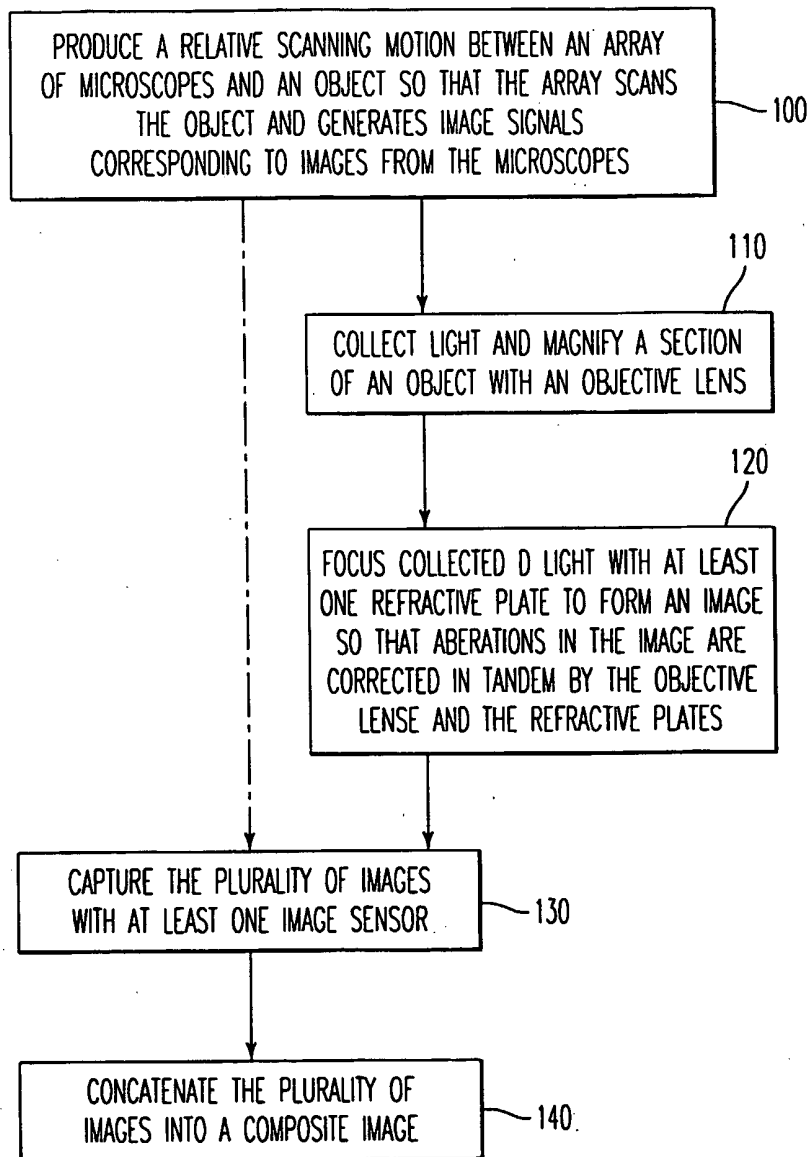 PRODUCE A RELATIVE SCANNING MOTION BETWEEN AN ARRAY
OF MICROSCOPES AND AN OBJECT SO THAT THE ARRAY SCANS
THE OBJECT AND GENERATES IMAGE SIGNALS
CORRESPONDING TO IMAGES FROM THE MICROSCOPES
100
110
COLLECT LIGHT AND MAGNIFY A SECTION
OF AN OBJECT WITH AN OBJECTIVE LENS
120
FOCUS COLLECTED D LIGHT WITH AT LEAST
ONE REFRACTIVE PLATE TO FORM AN IMAGE
SO THAT ABERATIONS IN THE IMAGE ARE
CORRECTED IN TANDEM BY THE OBJECTIVE
LENSE AND THE REFRACTIVE PLATES
CAPTURE THE PLURALITY OF IMAGES
WITH AT LEAST ONE IMAGE SENSOR
130
CONCATENATE THE PLURALITY OF
IMAGES INTO A COMPOSITE IMAGE
140